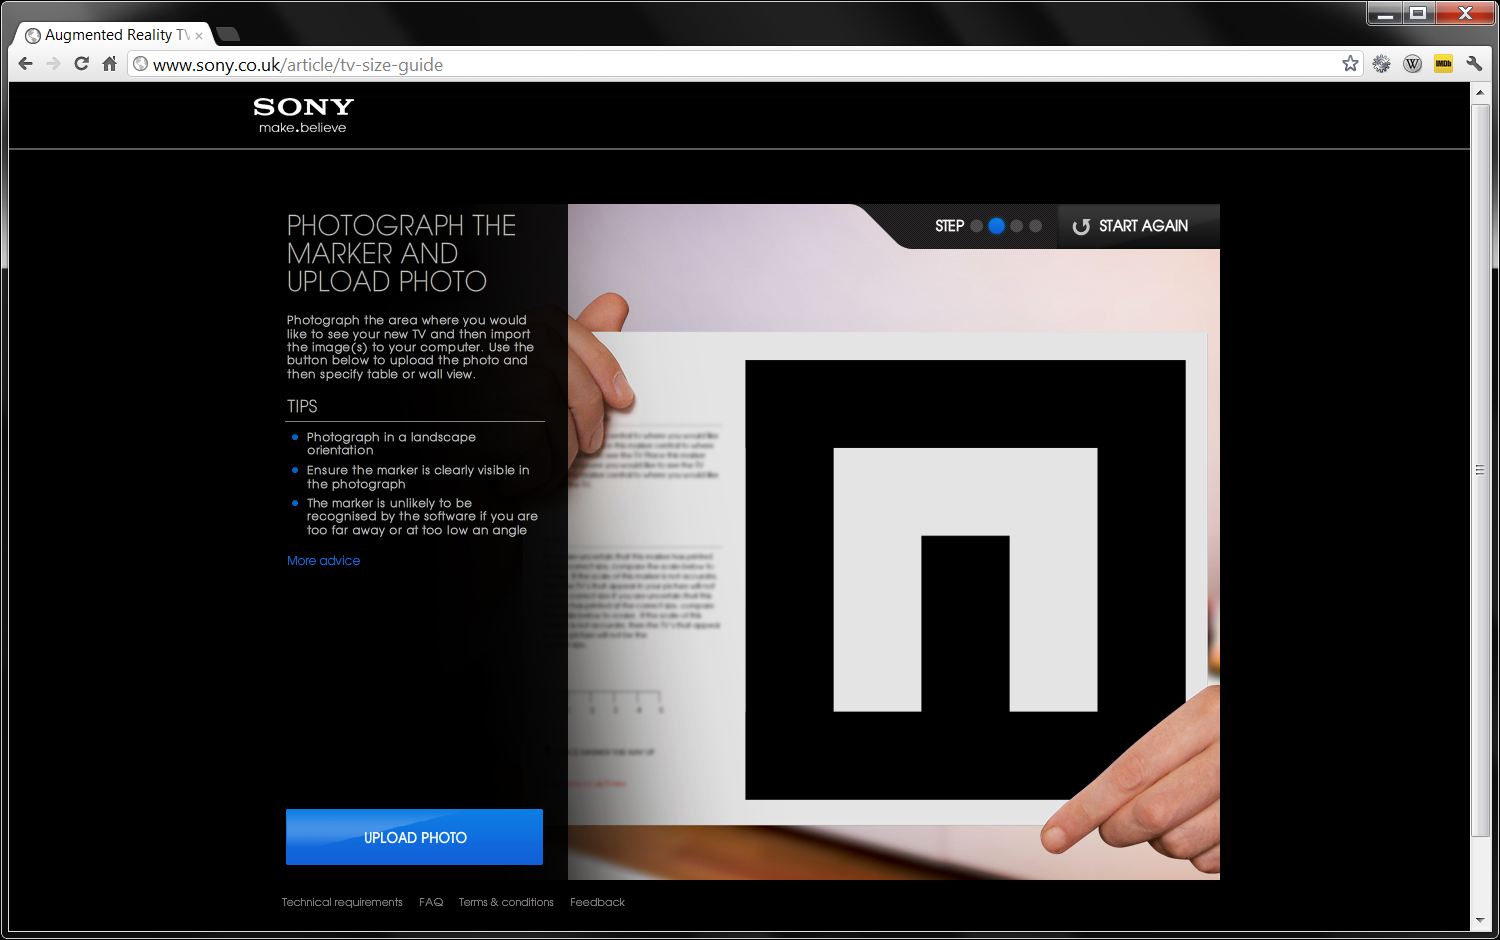 Augmented Reality TV
www.sony.co.uk/article/tv-size-guide
W
IMDb
SONY
make.believe
PHOTOGRAPH THE
MARKER AND
UPLOAD PHOTO
STEP
START AGAIN
Photograph the area where you would
like to see your new TV and then import
the image(s) to your computer. Use the
button below to upload the photo and
then specify table or wall view.
TIPS
Photograph in a landscape
orientation
Ensure the marker is clearly visible in
the photograph
The marker is unlikely to be
recognised by the software if you are
too far away or at too low an angle
More advice
UPLOAD PHOTO
Technical requirements FAQ Terms & conditions Feedback